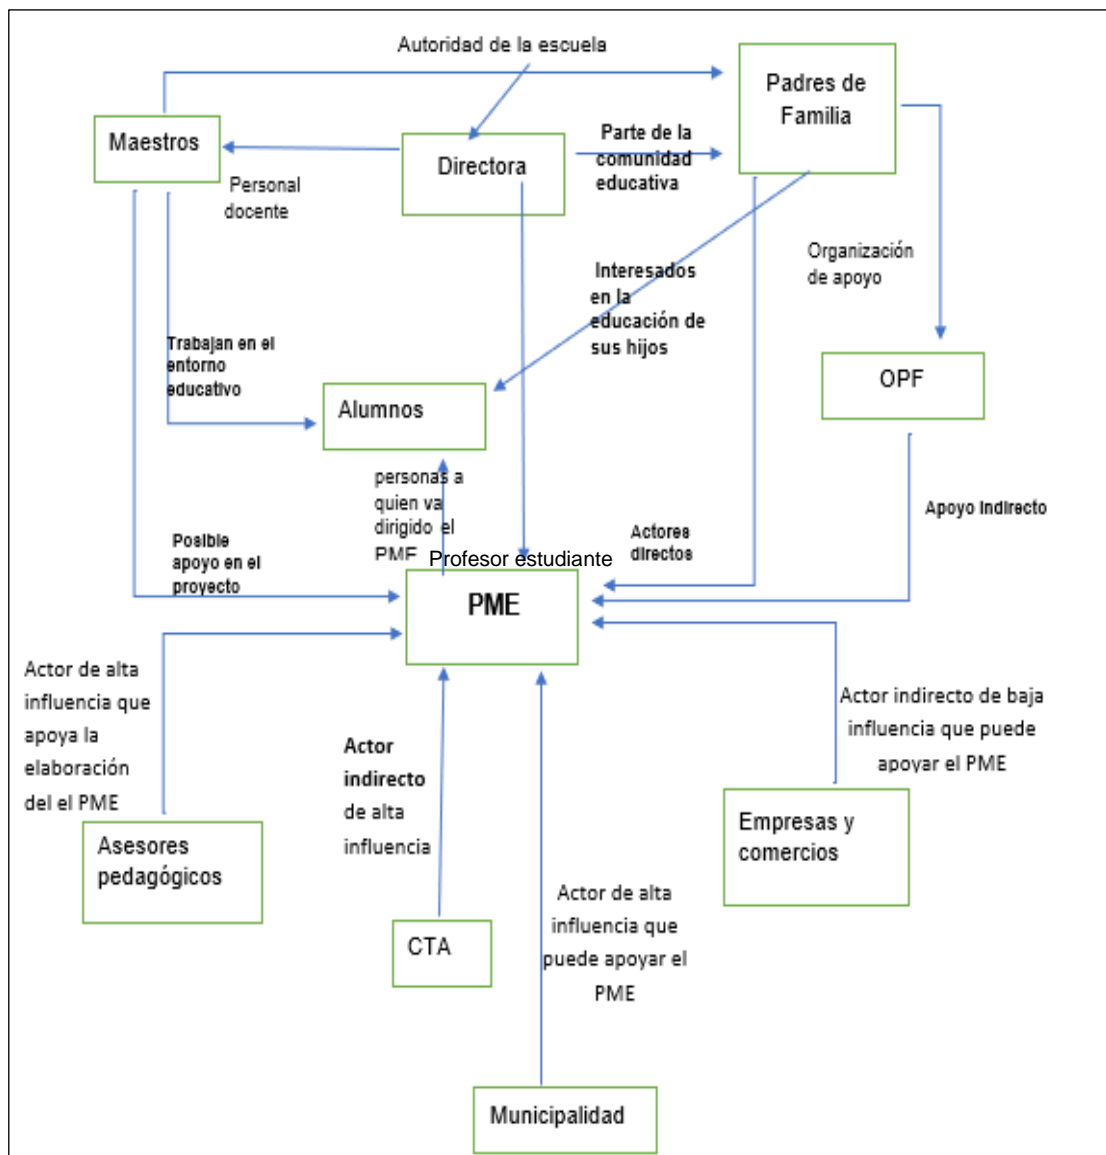 Autoridad de la escuela
Padres de
Familia
Maestros
Directora
Parte de la
comunidad
educativa
Personal
docente
Organización
de apoyo
Interesados
en la
educación de
sus hijos
Trabajan en el
entorno
educativo
OPF
Alumnos
personas a
quien va
dirigido el
PME
Profesor estudiante
Apoyo indirecto
Actores
directos
Posible
apoyo en el
proyecto
PME
Actor de alta
influencia que
apoya la
elaboración
del el PME
Actor indirecto de baja
influencia que puede
apoyar el PME
Actor
indirecto
de alta
influencia
Asesores
pedagógicos
Empresas y
comercios
CTA
Actor de alta
influencia que
puede apoyar el
PME
Municipalidad